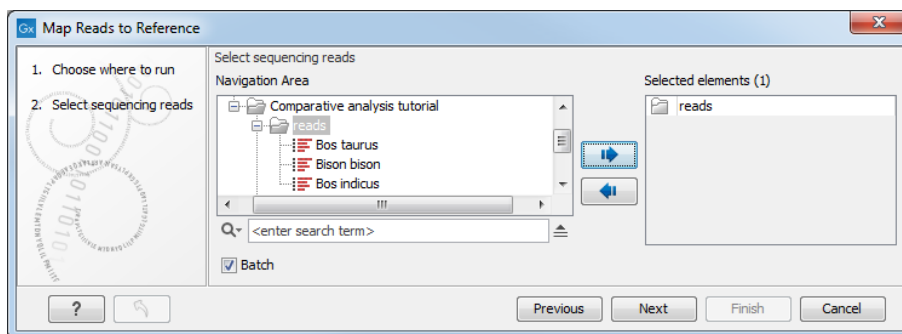 Gx Map Reads to Reference
1. Choose where to run
2. Select sequencing reads
Select sequencing reads
Navigation Area
Comparative analysis tutorial
reads
Bos taurus
Bison bison
Bos indicus
<enter search term>
Batch
Selected elements (1)
reads
?
Previous
Next
Finish
Cancel